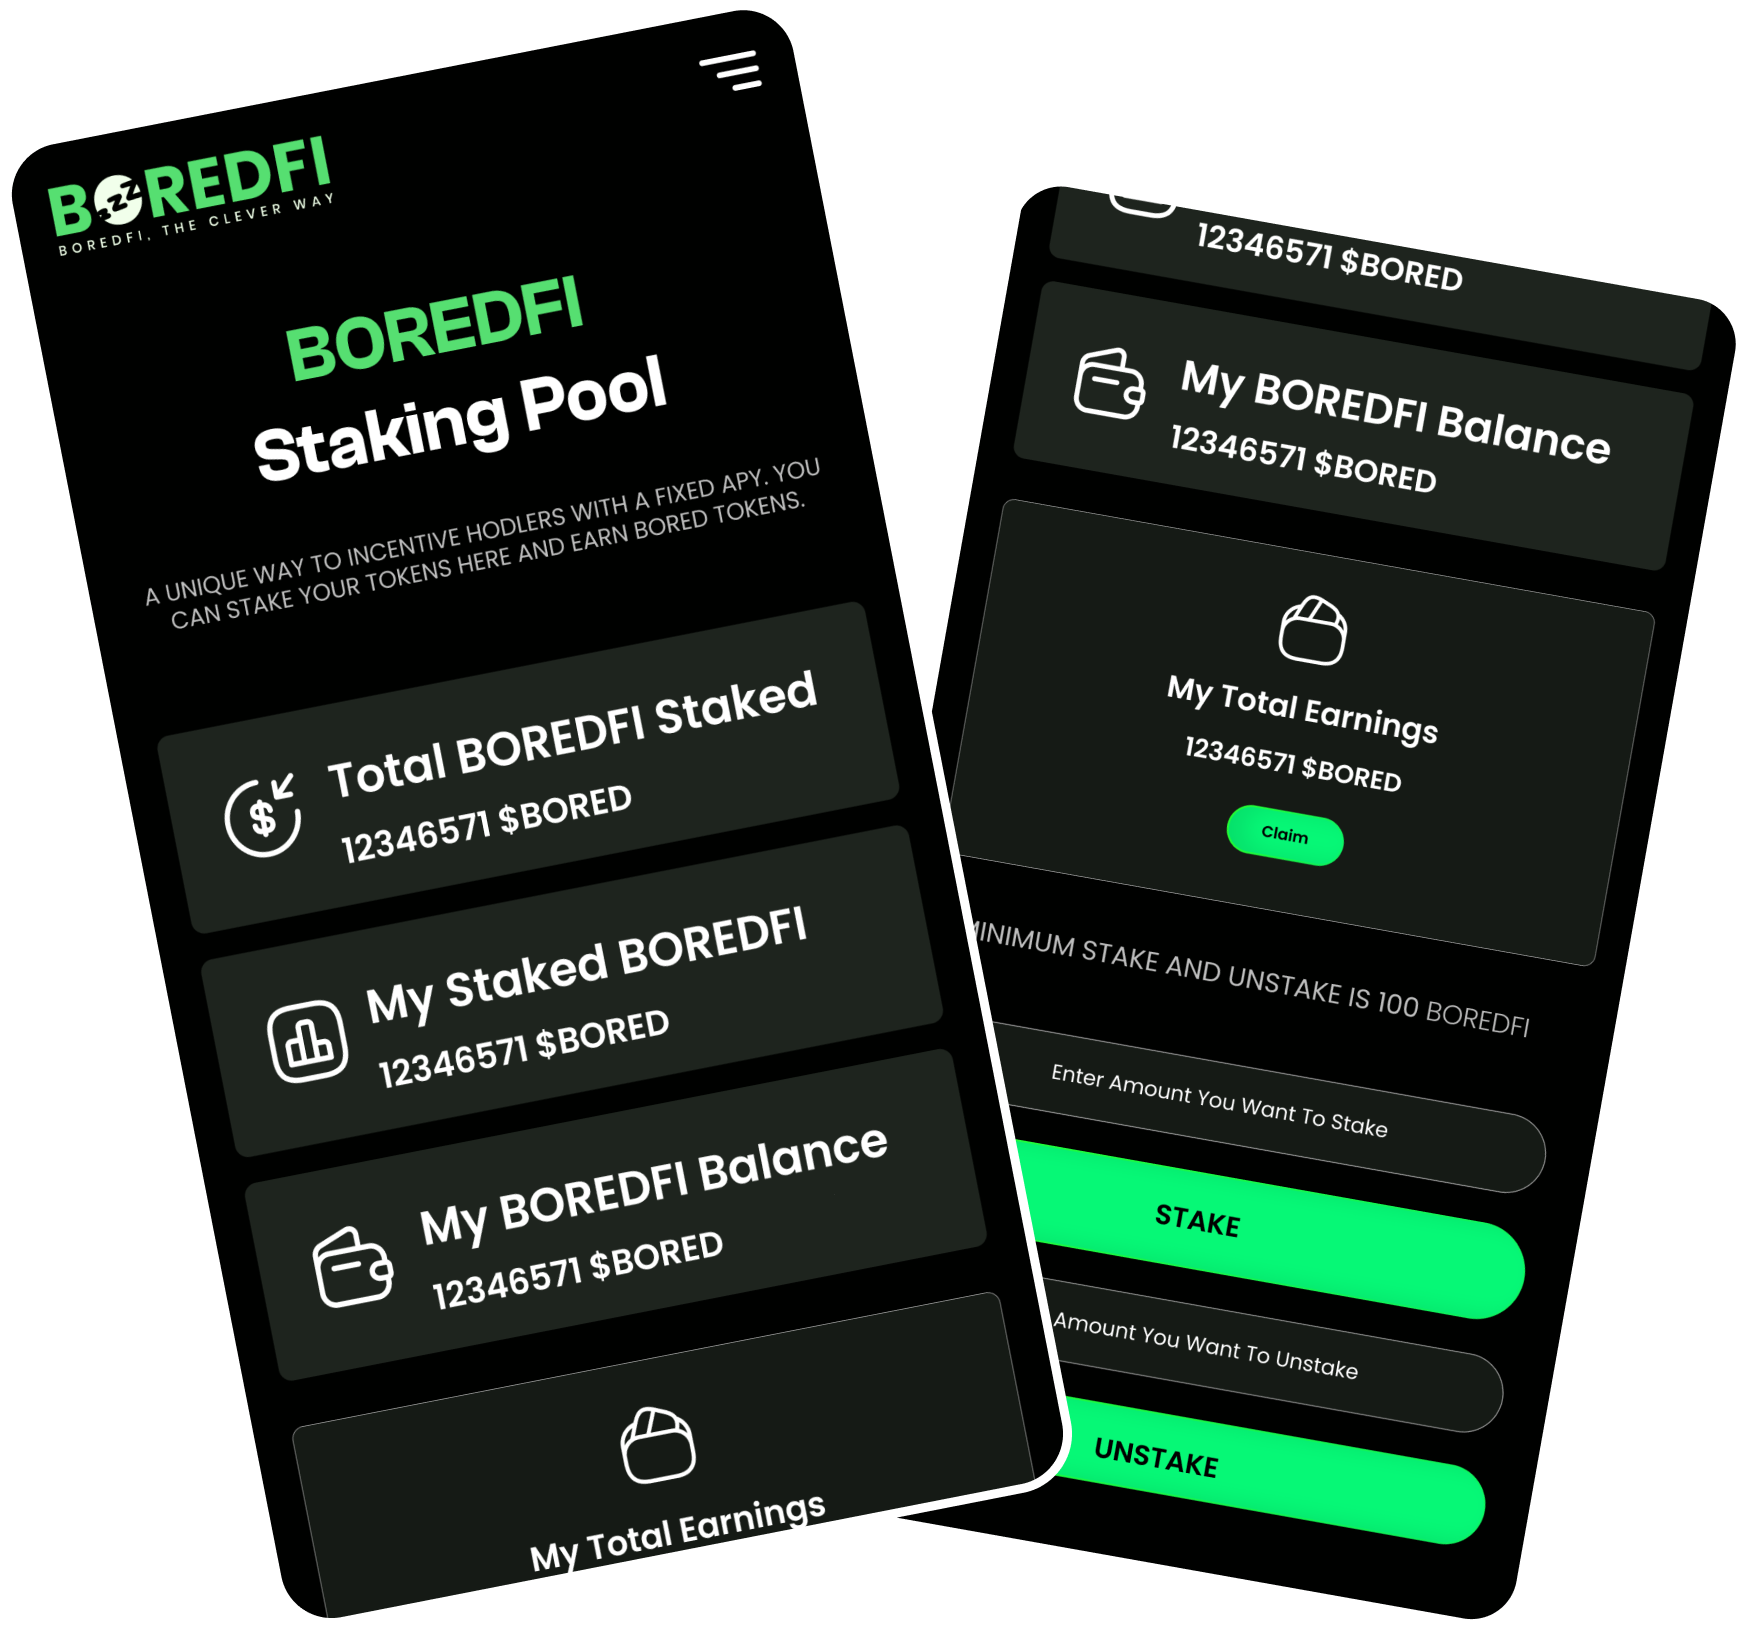 BOREDFI
BOREDFI, THE CLEVER WAY
BOREDFI
Staking Pool
A UNIQUE WAY TO INCENTIVE HODLERS WITH A FIXED APY. YOU
CAN STAKE YOUR TOKENS HERE AND EARN BORED TOKENS.
Total BOREDFI Staked
12346571 $BORED
My Staked BOREDFI
12346571 $BORED
My BOREDFI Balance
12346571 $BORED
My Total Earnings
12346571 $BORED
My BOREDFI Balance
12346571 $BORED
My Total Earnings
12346571 $BORED
Claim
MINIMUM STAKE AND UNSTAKE IS 100 BOREDFI
Enter Amount You Want To Stake
STAKE
Amount You Want To Unstake
UNSTAKE